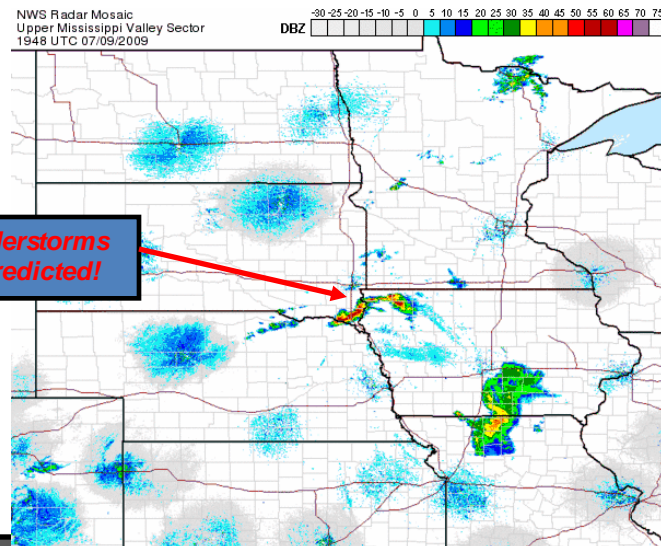 NWS Radar Mosaic
Upper Mississippi Valley Sector
1948 UTC 07/09/2009
DBZ -30 -25 -20 -15 -10 -5 0 5 10 15 20 25 30 35 40 45 50 55 60 65 70 75
derstorms
redicted!